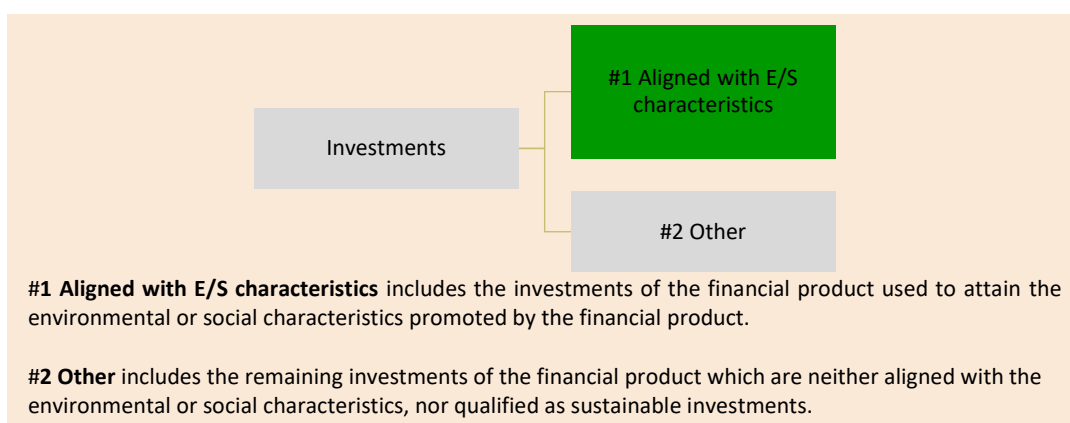 #1 Aligned with E/S
characteristics
Investments
#2 Other
#1 Aligned with E/S characteristics includes the investments of the financial product used to attain the
environmental or social characteristics promoted by the financial product.
#2 Other includes the remaining investments of the financial product which are neither aligned with the
environmental or social characteristics, nor qualified as sustainable investments.